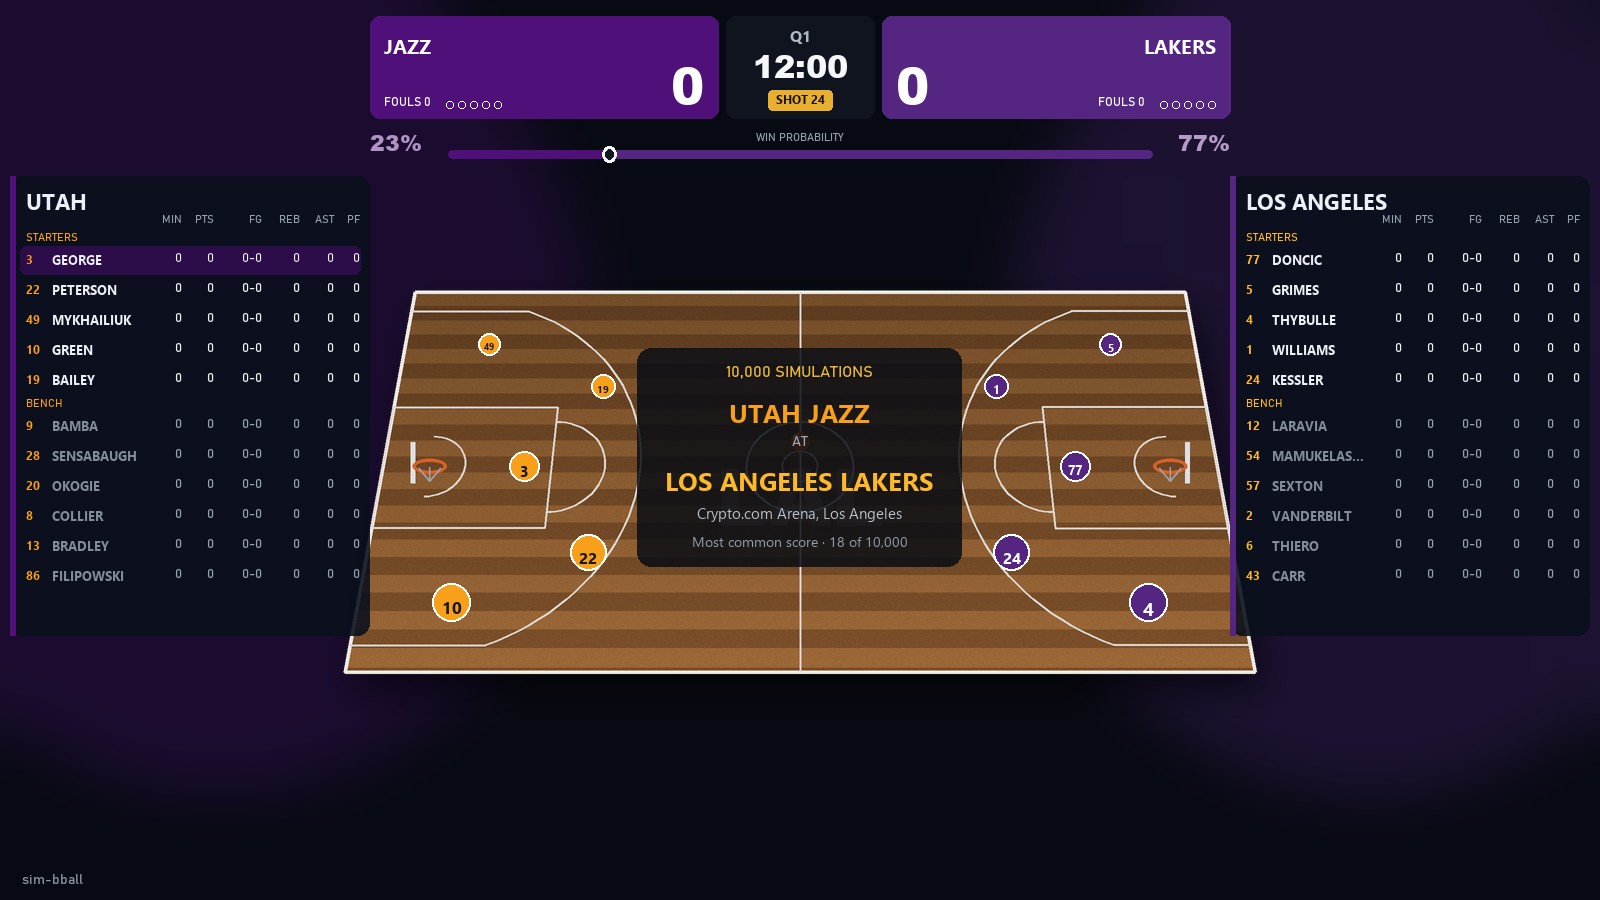 JAZZ
0
FOULS 0
Q1
12:00
SHOT 24
LAKERS
0
FOULS 0
23%
WIN PROBABILITY
77%
UTAH
MIN PTS FG REB AST PF
STARTERS
3 GEORGE 0 0 0-0 0 0 0
22 PETERSON 0 0 0-0 0 0 0
49 MYKHAILIUK 0 0 0-0 0 0 0
10 GREEN 0 0 0-0 0 0 0
19 BAILEY 0 0 0-0 0 0 0
BENCH
9 BAMBA 0 0 0-0 0 0 0
28 SENSABAUGH 0 0 0-0 0 0 0
20 OKOGIE 0 0 0-0 0 0 0
8 COLLIER 0 0 0-0 0 0 0
13 BRADLEY 0 0 0-0 0 0 0
86 FILIPOWSKI 0 0 0-0 0 0 0
49
19
3
22
10
10,000 SIMULATIONS
UTAH JAZZ
AT
LOS ANGELES LAKERS
Crypto.com Arena, Los Angeles
Most common score · 18 of 10,000
5
1
77
24
4
LOS ANGELES
MIN PTS FG REB AST PF
STARTERS
77 DONCIC 0 0 0-0 0 0 0
5 GRIMES 0 0 0-0 0 0 0
4 THYBULLE 0 0 0-0 0 0 0
1 WILLIAMS 0 0 0-0 0 0 0
24 KESSLER 0 0 0-0 0 0 0
BENCH
12 LARAVIA 0 0 0-0 0 0 0
54 MAMUKELAS... 0 0 0-0 0 0 0
57 SEXTON 0 0 0-0 0 0 0
2 VANDERBILT 0 0 0-0 0 0 0
6 THIERO 0 0 0-0 0 0 0
43 CARR 0 0 0-0 0 0 0
sim-bball